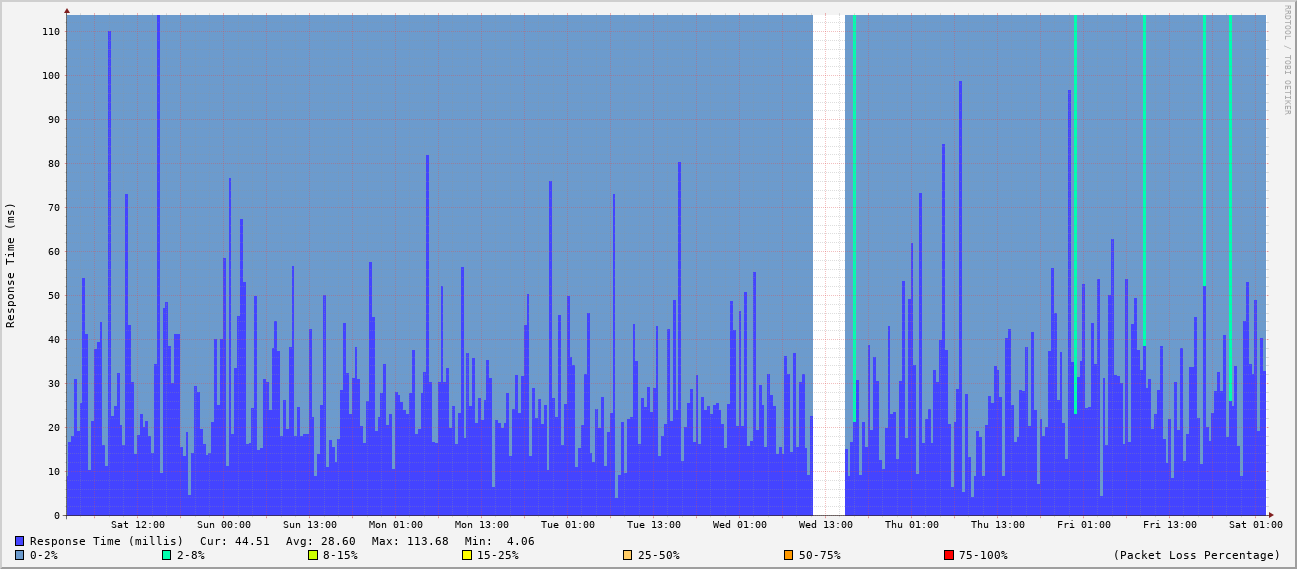 RRDTOOL / TOBI OETIKER
Response Time (ms)
110
100
90
80
70
60
50
40
30
20
10
0
Sat 12:00 Sun 00:00 Sun 13:00 Mon 01:00 Mon 13:00 Tue 01:00 Tue 13:00 Wed 01:00 Wed 13:00 Thu 01:00 Thu 13:00 Fri 01:00 Fri 13:00 Sat 01:00
Response Time (millis) Cur: 44.51 Avg: 28.60 Max: 113.68 Min: 4.06
0-2% 2-8% 8-15% 15-25% 25-50% 50-75% 75-100% (Packet Loss Percentage)